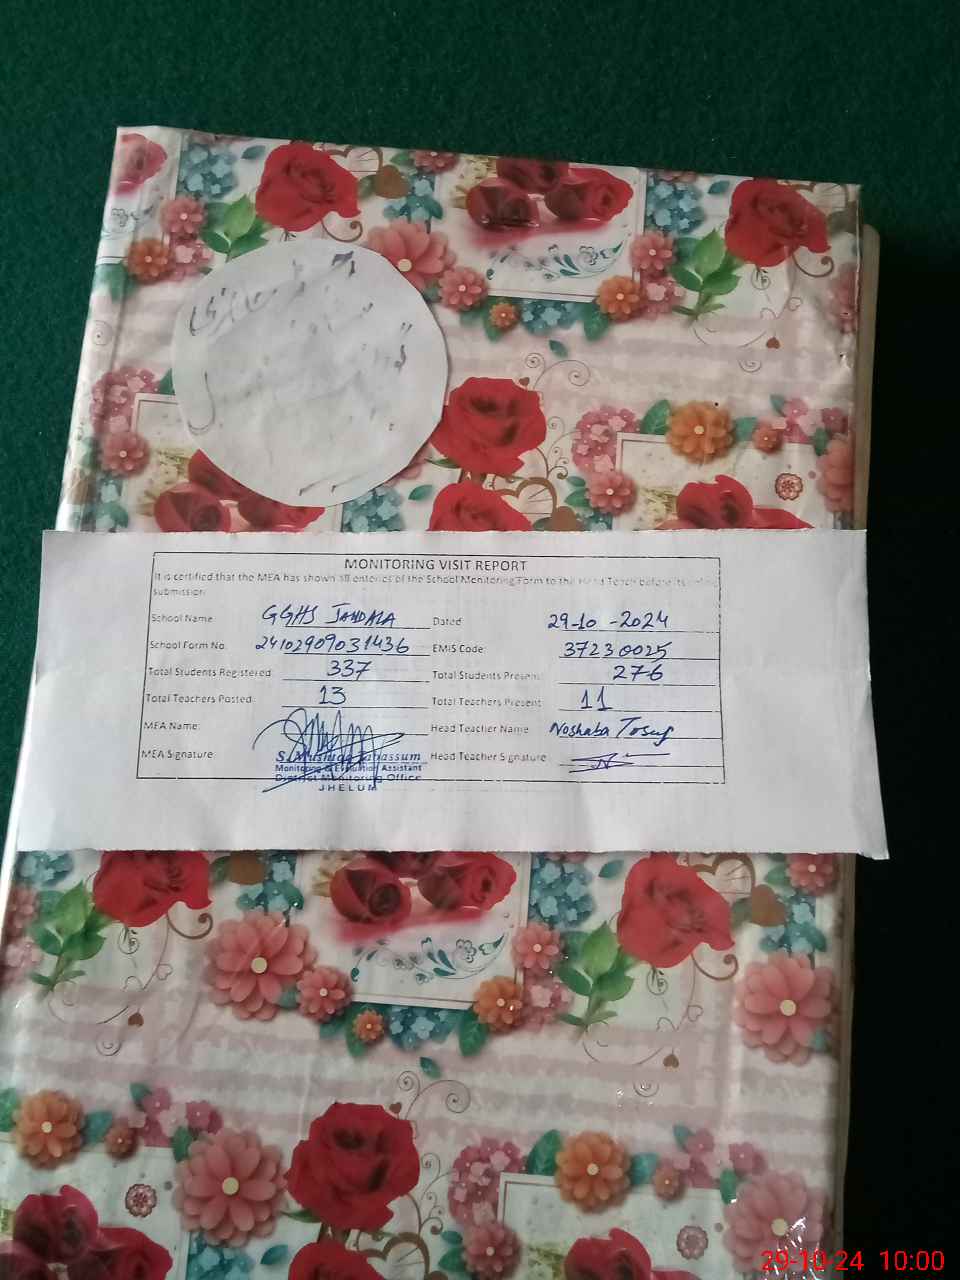 MONITORING VISIT REPORT
It is certified that the MEA has shown all enteries of the School Monitoring Form to the Head Teach before its online
submission
School Name GGHS JANDALA Dated 29-10-2024
School Form No. 24102909031436 EMIS Code: 37230025
Total Students Registered: 337 Total Students Present: 276
Total Teachers Posted: 13 Total Teachers Present: 11
MEA Name: Head Teacher Name: Noshaba
MEA Signature: Tabassum Head Teacher Signature
Monitoring & Evaluation Assistant
District Monitoring Office
JHELUM
29-10-24 10:00